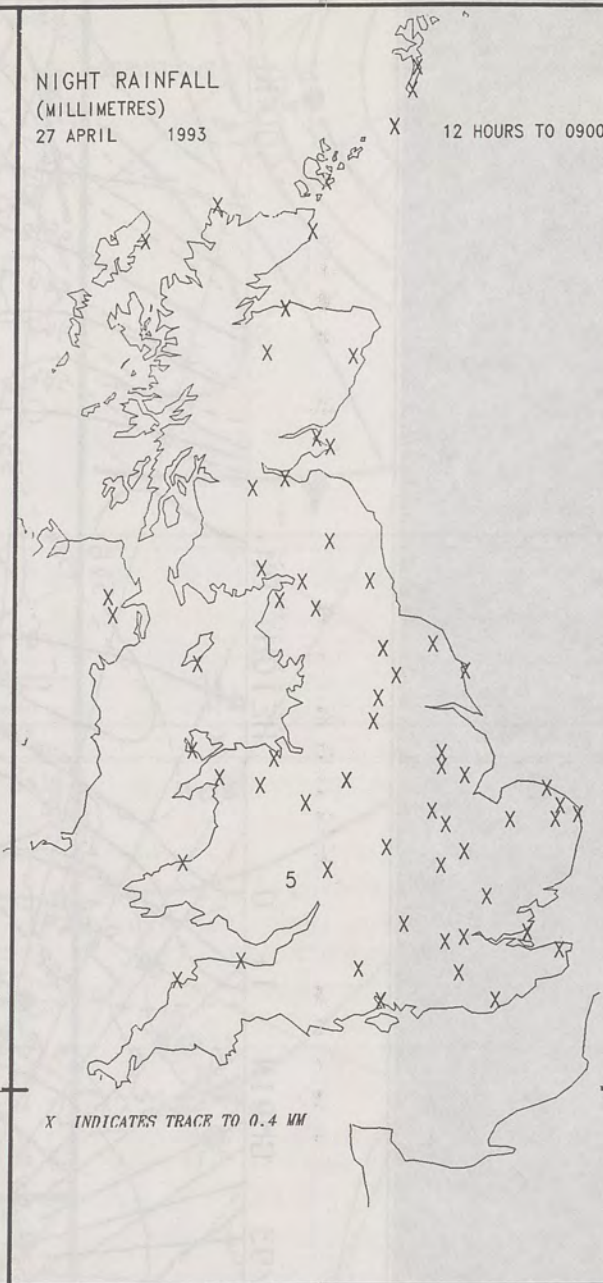 NIGHT RAINFALL
(MILLIMETRES)
27 APRIL 1993
12 HOURS TO 0900
5
X INDICATES TRACE TO 0.4 MM